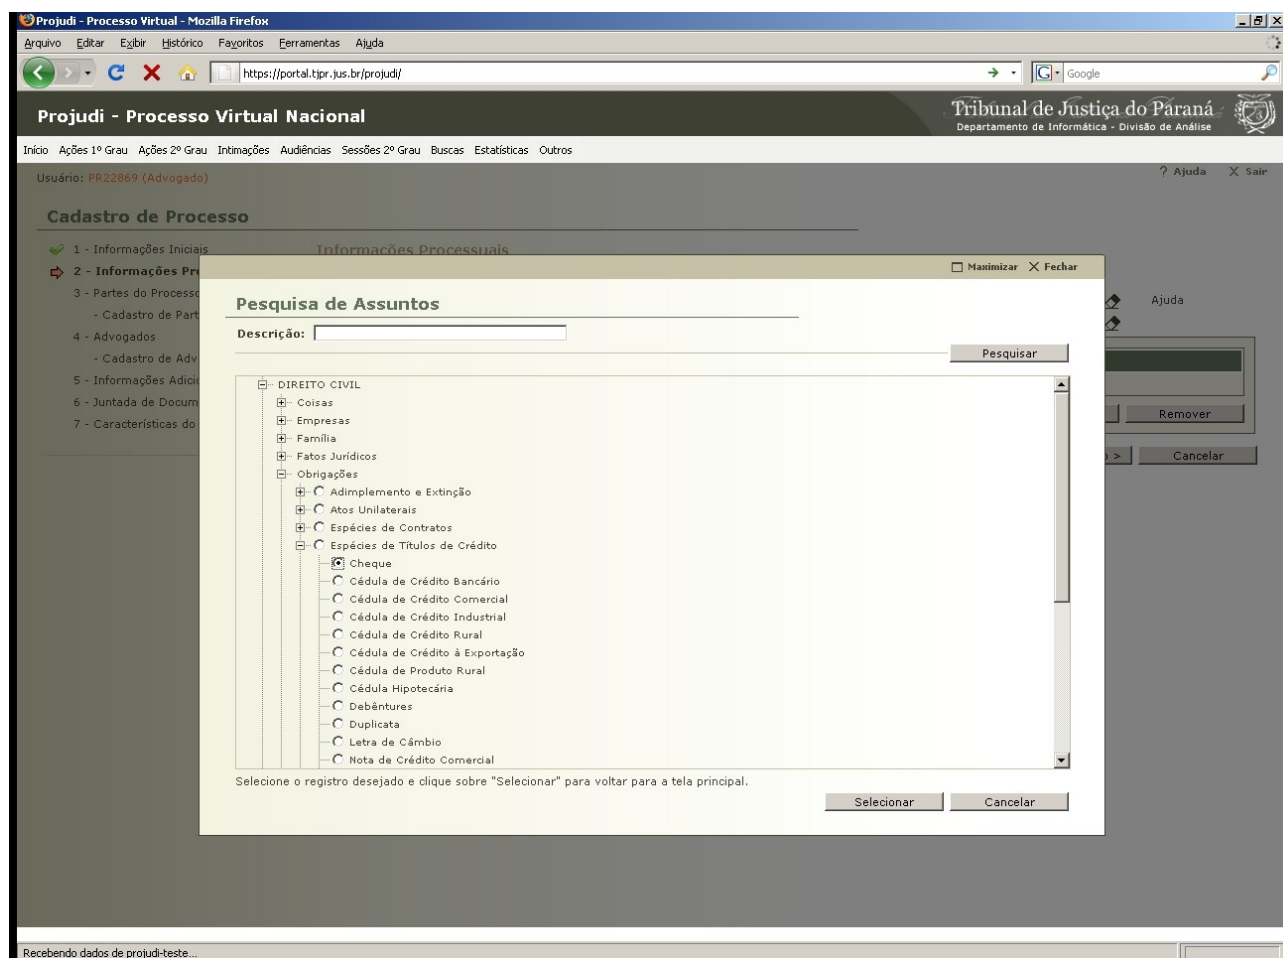 Projudi - Processo Virtual - Mozilla Firefox
Arquivo Editar Exibir Histórico Favoritos Ferramentas Ajuda
https://portal.tjpr.jus.br/projudi/ G Google
Projudi - Processo Virtual Nacional
Tribunal de Justiça do Paraná
Departamento de Informática - Divisão de Análise
Início Ações 1º Grau Ações 2º Grau Intimações Audiências Sessões 2º Grau Buscas Estatísticas Outros
Usuário: PR22869 (Advogado) ? Ajuda X Sair
Cadastro de Processo
1 - Informações Iniciais
Informações Processuais
2 - Informações Pro
3 - Partes do Processo
- Cadastro de Part
4 - Advogados
- Cadastro de Adv
5 - Informações Adici
6 - Juntada de Docum
7 - Características do
Maximizar X Fechar
Pesquisa de Assuntos
Descrição:
Pesquisar
DIREITO CIVIL
Coisas
Empresas
Família
Fatos Jurídicos
Obrigações
Adimplemento e Extinção
Atos Unilaterais
Espécies de Contratos
Espécies de Títulos de Crédito
Cheque
Cédula de Crédito Bancário
Cédula de Crédito Comercial
Cédula de Crédito Industrial
Cédula de Crédito Rural
Cédula de Crédito à Exportação
Cédula de Produto Rural
Cédula Hipotecária
Debêntures
Duplicata
Letra de Câmbio
Nota de Crédito Comercial
Selecione o registro desejado e clique sobre "Selecionar" para voltar para a tela principal.
Selecionar Cancelar
Ajuda
Remover
o > Cancelar
Recebendo dados de projudi-teste...